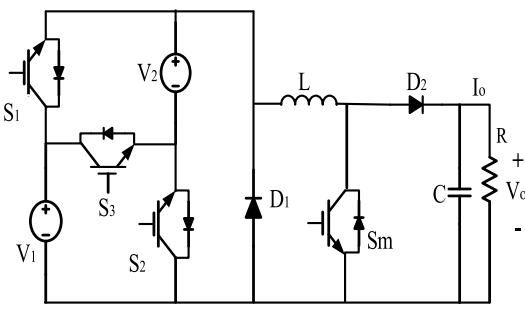 S1
V2
+
-
L
D2
Io
R
+
Vo
-
S3
V1
+
-
S2
D1
Sm
C